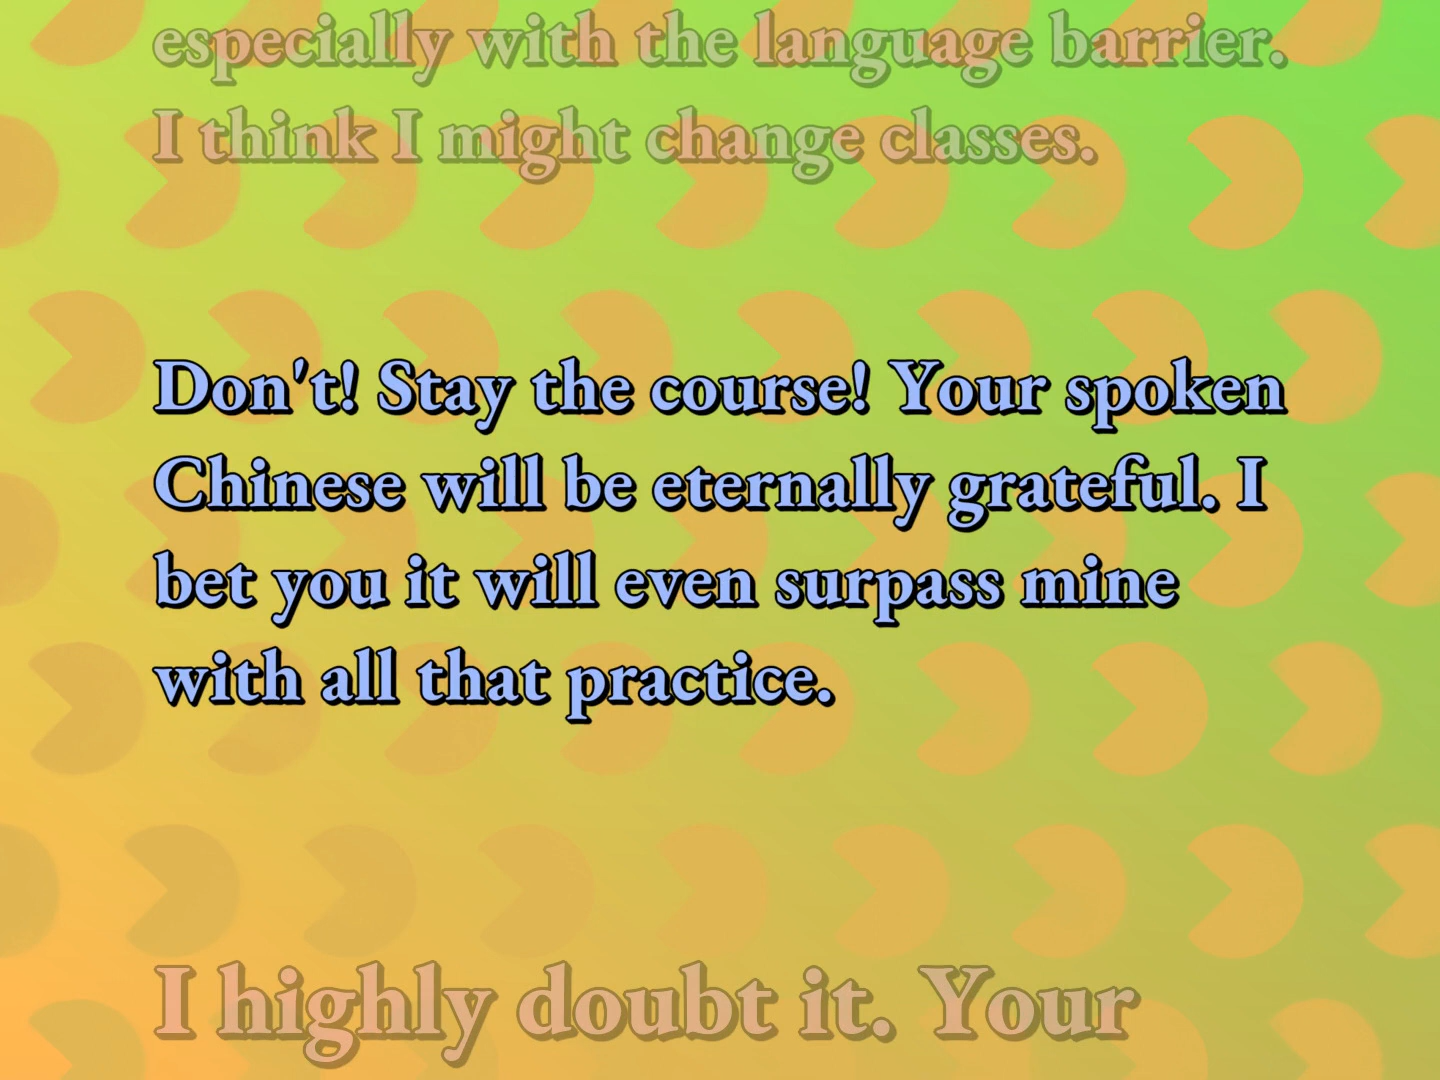 especially with the language barrier.
I think I might change classes.
Don't! Stay the course! Your spoken
Chinese will be eternally grateful. I
bet you it will even surpass mine
with all that practice.
I highly doubt it. Your